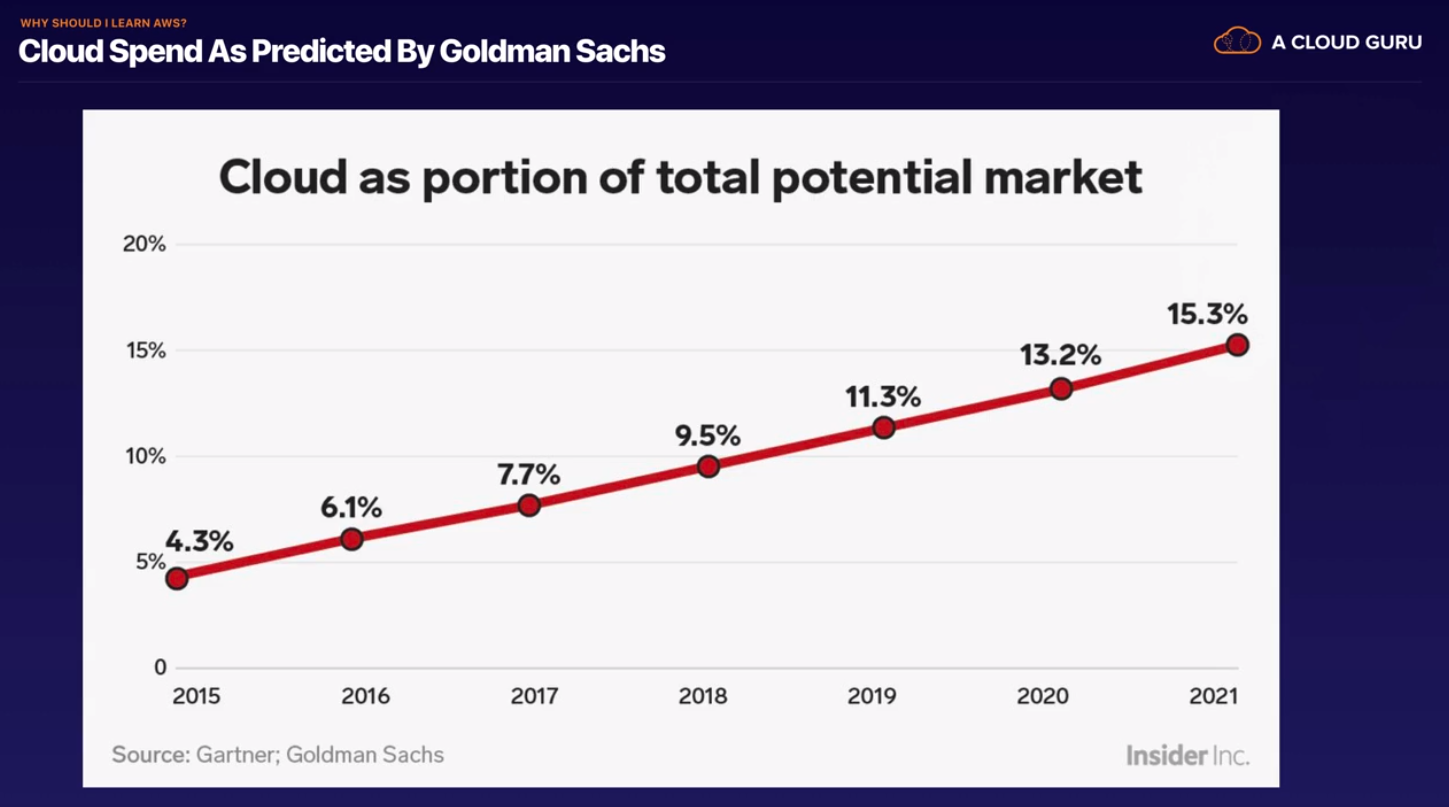 WHY SHOULD I LEARN AWS?
Cloud Spend As Predicted By Goldman Sachs
A CLOUD GURU
Cloud as portion of total potential market
20%
15%
10%
5%
0
4.3%
6.1%
7.7%
9.5%
11.3%
13.2%
15.3%
2015 2016 2017 2018 2019 2020 2021
Source: Gartner; Goldman Sachs
Insider Inc.